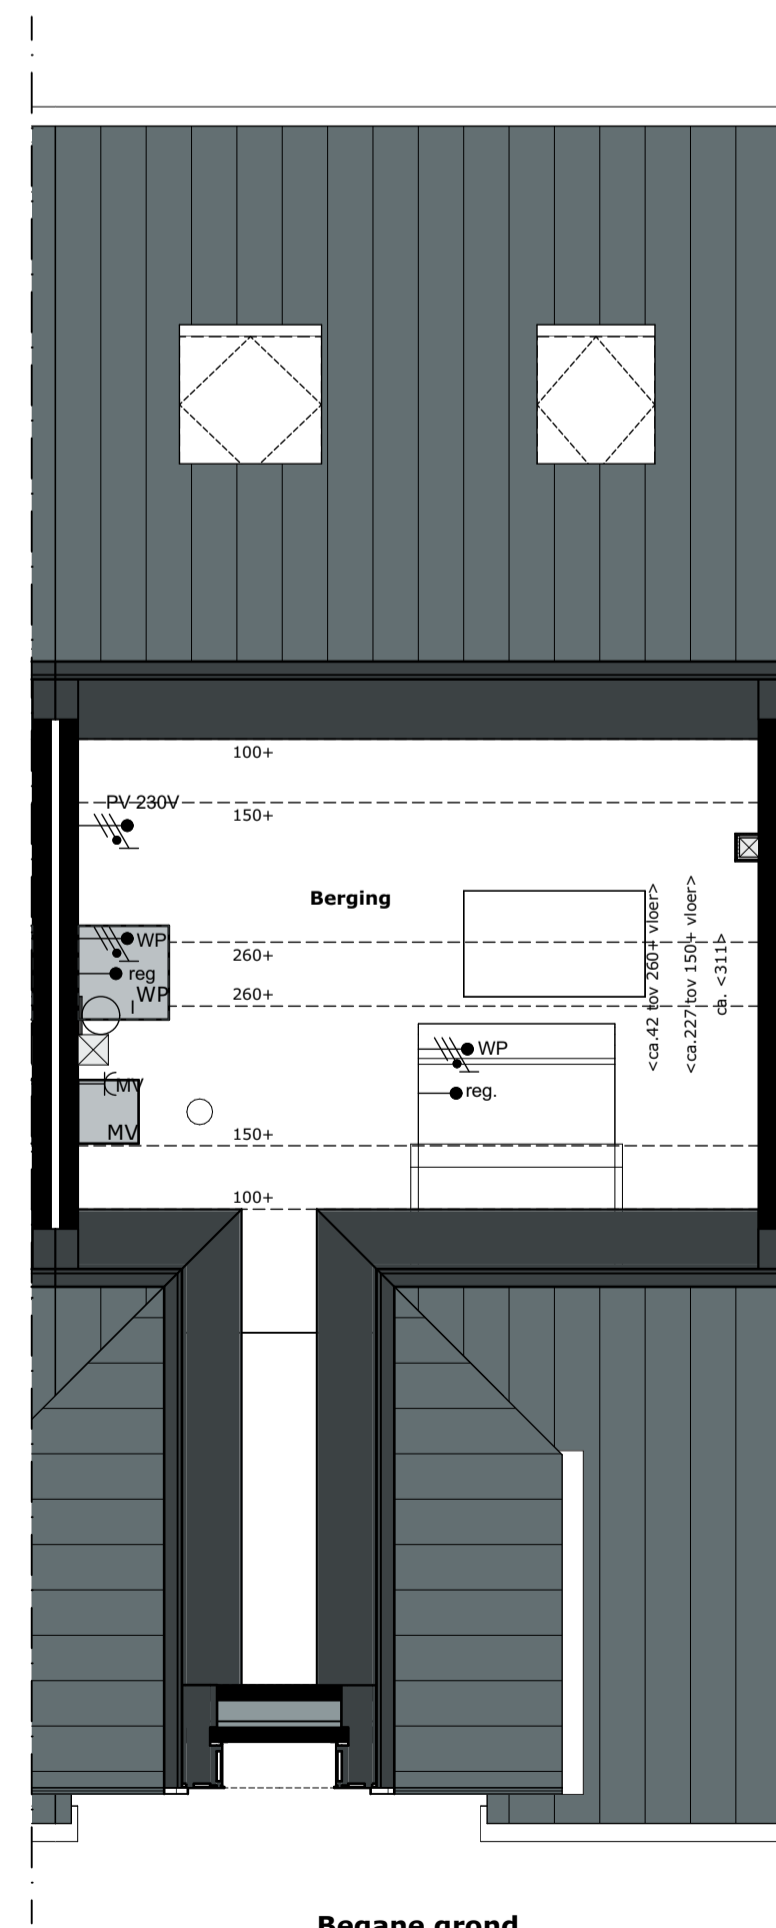 100+
PV 230V
150+
Berging
WP
260+
reg
WP
I
260+
MV
MV
WP
reg.
<ca.42 tov 260+ vloer>
<ca.227 tov 150+ vloer>
ca. <311>
150+
100+
Begane grond